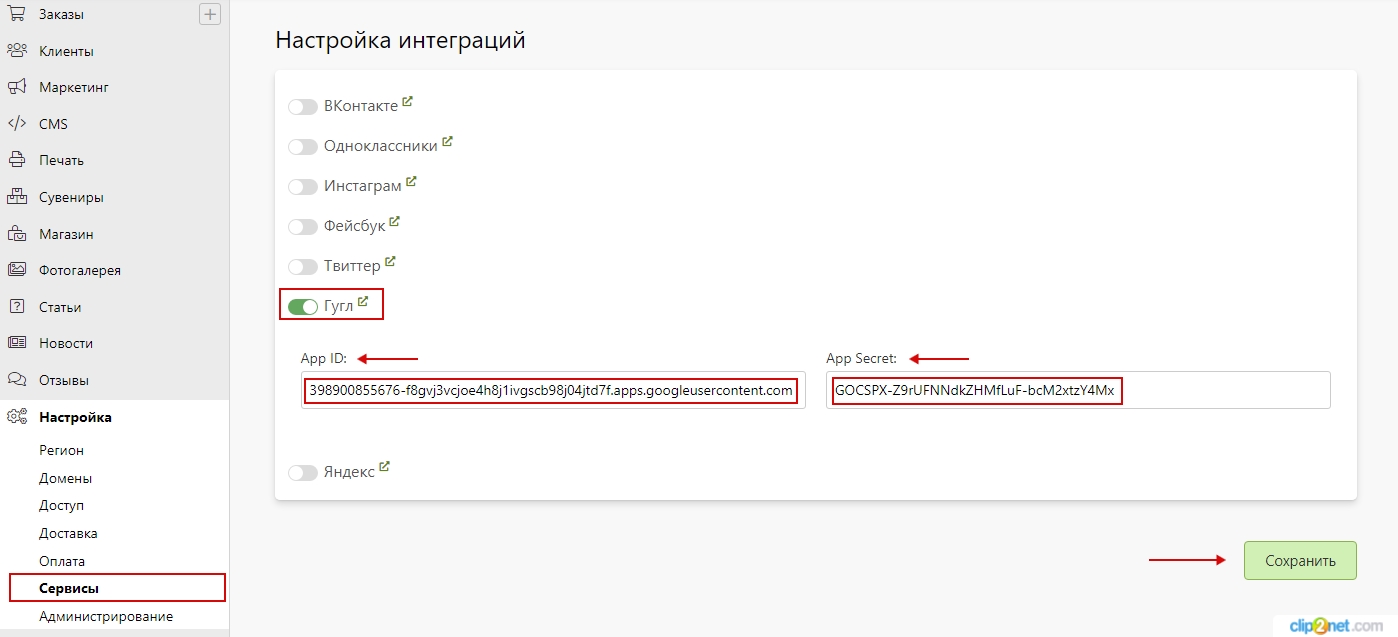 Заказы
Клиенты
Маркетинг
CMS
Печать
Сувениры
Магазин
Фотогалерея
Статьи
Новости
Отзывы
Настройка
Регион
Домены
Доступ
Доставка
Оплата
Сервисы
Администрирование
Настройка интеграций
ВКонтакте
Одноклассники
Инстаграм
Фейсбук
Твиттер
Гугл
App ID:
398900855676-f8gvj3vcjoe4h8j1ivgscb98j04jtd7f.apps.googleusercontent.com
App Secret:
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
Яндекс
Сохранить
clip2net.com